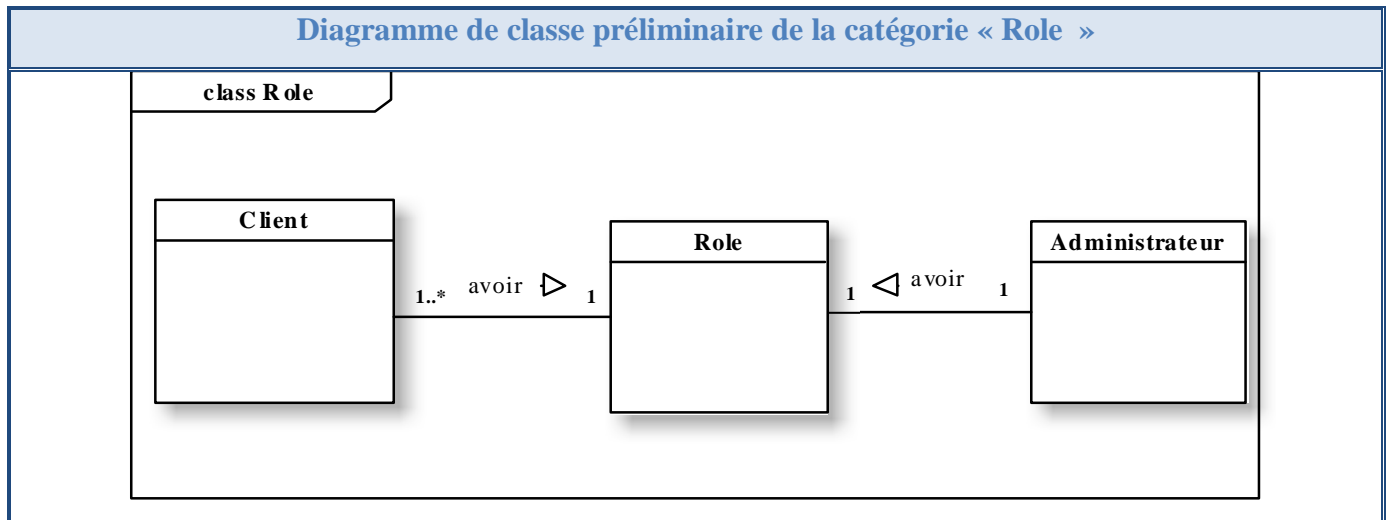 Diagramme de classe préliminaire de la catégorie « Role »
class Role
Client
Role
Administrateur
1..* avoir 1
1 avoir 1